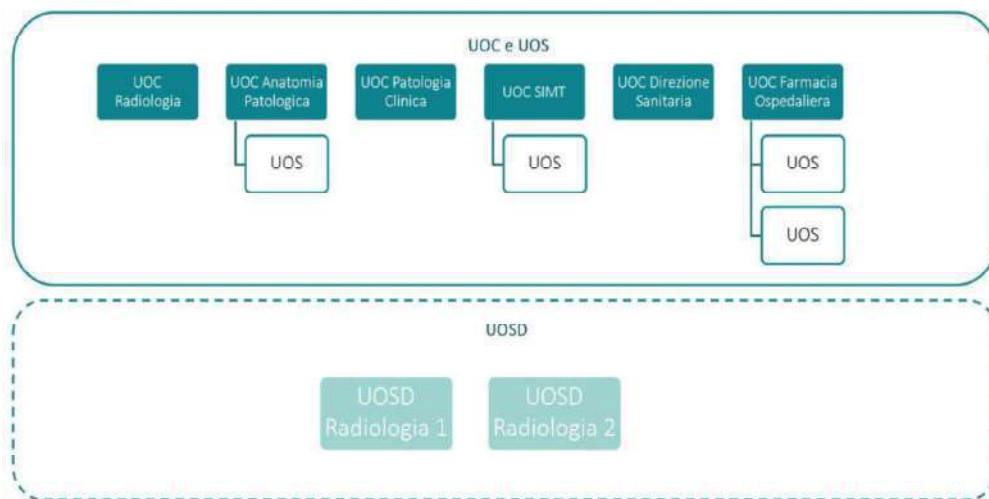 UOC e UOS
UOC
Radiologia
UOC Anatomia
Patologica
UOC Patologia
Clinica
UOC SIMT
UOC Direzione
Sanitaria
UOC Farmacia
Ospedaliera
UOS
UOS
UOS
UOS
UOSD
UOSD
Radiologia 1
UOSD
Radiologia 2